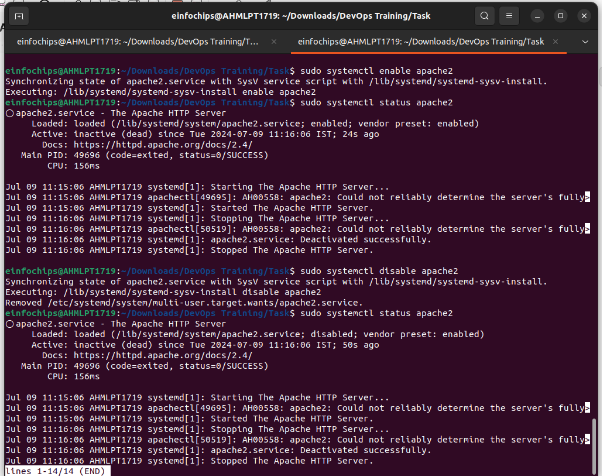 einfochips@AHMLPT1719: ~/Downloads/DevOps Training/Task
einfochips@AHMLPT1719: ~/Downloads/DevOps Training/T... × einfochips@AHMLPT1719: ~/Downloads/DevOps Training/Task ×
einfochips@AHMLPT1719:~/Downloads/DevOps Training/Task$ sudo systemctl enable apache2
Synchronizing state of apache2.service with SysV service script with /lib/systemd/systemd-sysv-install.
Executing: /lib/systemd/systemd-sysv-install enable apache2
einfochips@AHMLPT1719:~/Downloads/DevOps Training/Task$ sudo systemctl status apache2
○ apache2.service - The Apache HTTP Server
Loaded: loaded (/lib/systemd/system/apache2.service; enabled; vendor preset: enabled)
Active: inactive (dead) since Tue 2024-07-09 11:16:06 IST; 24s ago
Docs: https://httpd.apache.org/docs/2.4/
Main PID: 49696 (code=exited, status=0/SUCCESS)
CPU: 156ms
Jul 09 11:15:06 AHMLPT1719 systemd[1]: Starting The Apache HTTP Server...
Jul 09 11:15:06 AHMLPT1719 apachectl[49695]: AH00558: apache2: Could not reliably determine the server's fully>
Jul 09 11:15:06 AHMLPT1719 systemd[1]: Started The Apache HTTP Server.
Jul 09 11:16:06 AHMLPT1719 systemd[1]: Stopping The Apache HTTP Server...
Jul 09 11:16:06 AHMLPT1719 apachectl[50519]: AH00558: apache2: Could not reliably determine the server's fully>
Jul 09 11:16:06 AHMLPT1719 systemd[1]: apache2.service: Deactivated successfully.
Jul 09 11:16:06 AHMLPT1719 systemd[1]: Stopped The Apache HTTP Server.
einfochips@AHMLPT1719:~/Downloads/DevOps Training/Task$ sudo systemctl disable apache2
Synchronizing state of apache2.service with SysV service script with /lib/systemd/systemd-sysv-install.
Executing: /lib/systemd/systemd-sysv-install disable apache2
Removed /etc/systemd/system/multi-user.target.wants/apache2.service.
einfochips@AHMLPT1719:~/Downloads/DevOps Training/Task$ sudo systemctl status apache2
○ apache2.service - The Apache HTTP Server
Loaded: loaded (/lib/systemd/system/apache2.service; disabled; vendor preset: enabled)
Active: inactive (dead) since Tue 2024-07-09 11:16:06 IST; 50s ago
Docs: https://httpd.apache.org/docs/2.4/
Main PID: 49696 (code=exited, status=0/SUCCESS)
CPU: 156ms
Jul 09 11:15:06 AHMLPT1719 systemd[1]: Starting The Apache HTTP Server...
Jul 09 11:15:06 AHMLPT1719 apachectl[49695]: AH00558: apache2: Could not reliably determine the server's fully>
Jul 09 11:15:06 AHMLPT1719 systemd[1]: Started The Apache HTTP Server.
Jul 09 11:16:06 AHMLPT1719 systemd[1]: Stopping The Apache HTTP Server...
Jul 09 11:16:06 AHMLPT1719 apachectl[50519]: AH00558: apache2: Could not reliably determine the server's fully>
Jul 09 11:16:06 AHMLPT1719 systemd[1]: apache2.service: Deactivated successfully.
Jul 09 11:16:06 AHMLPT1719 systemd[1]: Stopped The Apache HTTP Server.
lines 1-14/14 (END)